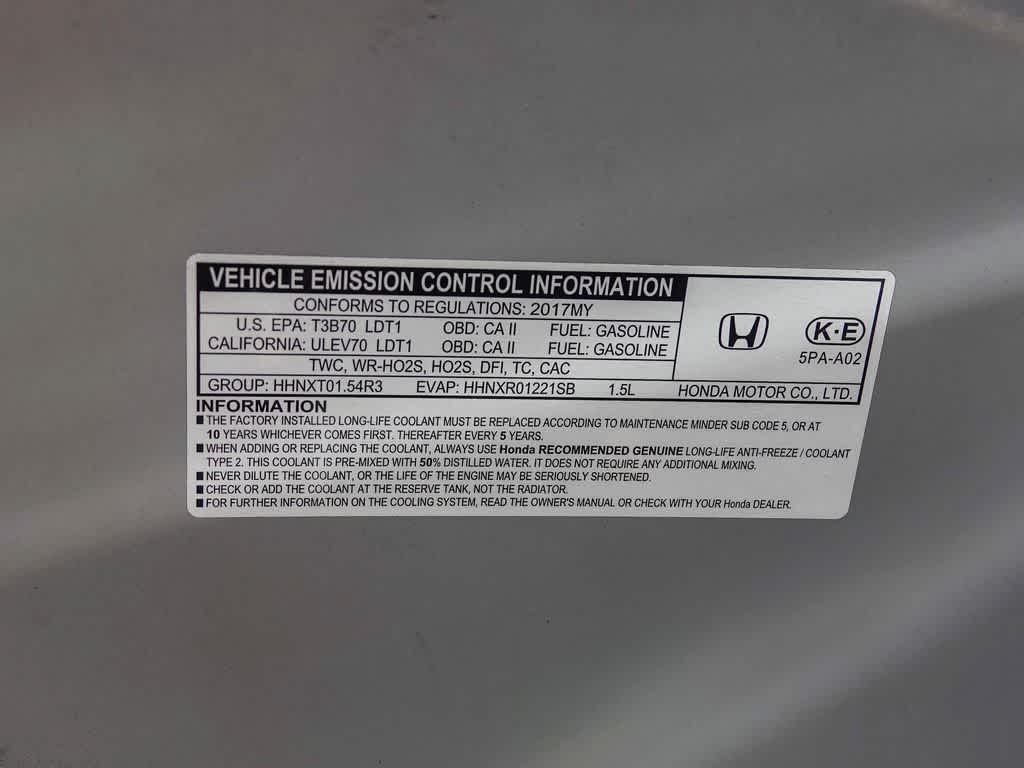 VEHICLE EMISSION CONTROL INFORMATION
CONFORMS TO REGULATIONS: 2017MY
U.S. EPA: T3B70 LDT1 OBD: CA II FUEL: GASOLINE
CALIFORNIA: ULEV70 LDT1 OBD: CA II FUEL: GASOLINE
TWC, WR-HO2S, HO2S, DFI, TC, CAC
GROUP: HHNXT01.54R3 EVAP: HHNXR01221SB 1.5L
K-E
5PA-A02
HONDA MOTOR CO., LTD.
INFORMATION
■ THE FACTORY INSTALLED LONG-LIFE COOLANT MUST BE REPLACED ACCORDING TO MAINTENANCE MINDER SUB CODE 5, OR AT
10 YEARS WHICHEVER COMES FIRST. THEREAFTER EVERY 5 YEARS.
■ WHEN ADDING OR REPLACING THE COOLANT, ALWAYS USE Honda RECOMMENDED GENUINE LONG-LIFE ANTI-FREEZE / COOLANT
TYPE 2. THIS COOLANT IS PRE-MIXED WITH 50% DISTILLED WATER. IT DOES NOT REQUIRE ANY ADDITIONAL MIXING.
■ NEVER DILUTE THE COOLANT, OR THE LIFE OF THE ENGINE MAY BE SERIOUSLY SHORTENED.
■ CHECK OR ADD THE COOLANT AT THE RESERVE TANK, NOT THE RADIATOR.
■ FOR FURTHER INFORMATION ON THE COOLING SYSTEM, READ THE OWNER'S MANUAL OR CHECK WITH YOUR Honda DEALER.